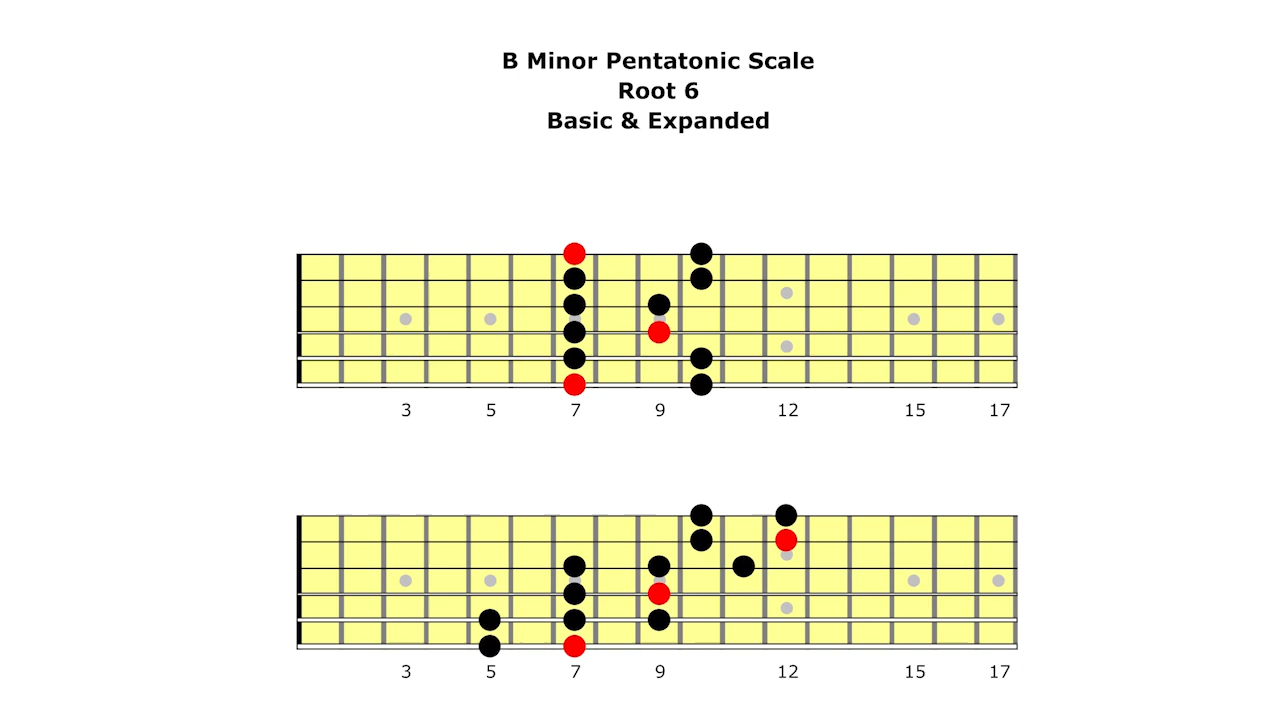 B Minor Pentatonic Scale
Root 6
Basic & Expanded
3 5 7 9 12 15 17
3 5 7 9 12 15 17